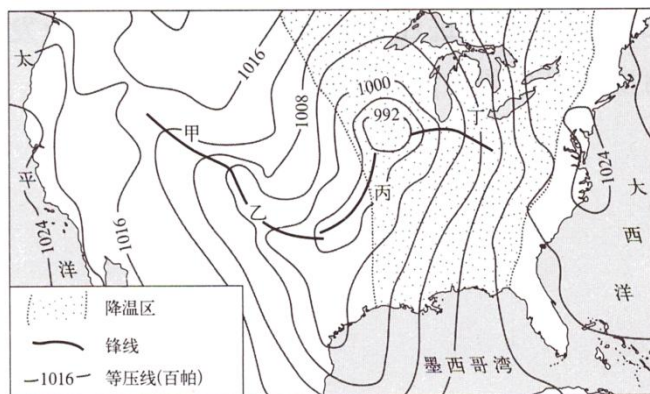 太
平
洋
1016
1008
1000
992
甲
乙
丙
丁
1024
1016
1024
大
西
洋
墨西哥湾
降温区
锋线
1016 等压线(百帕)